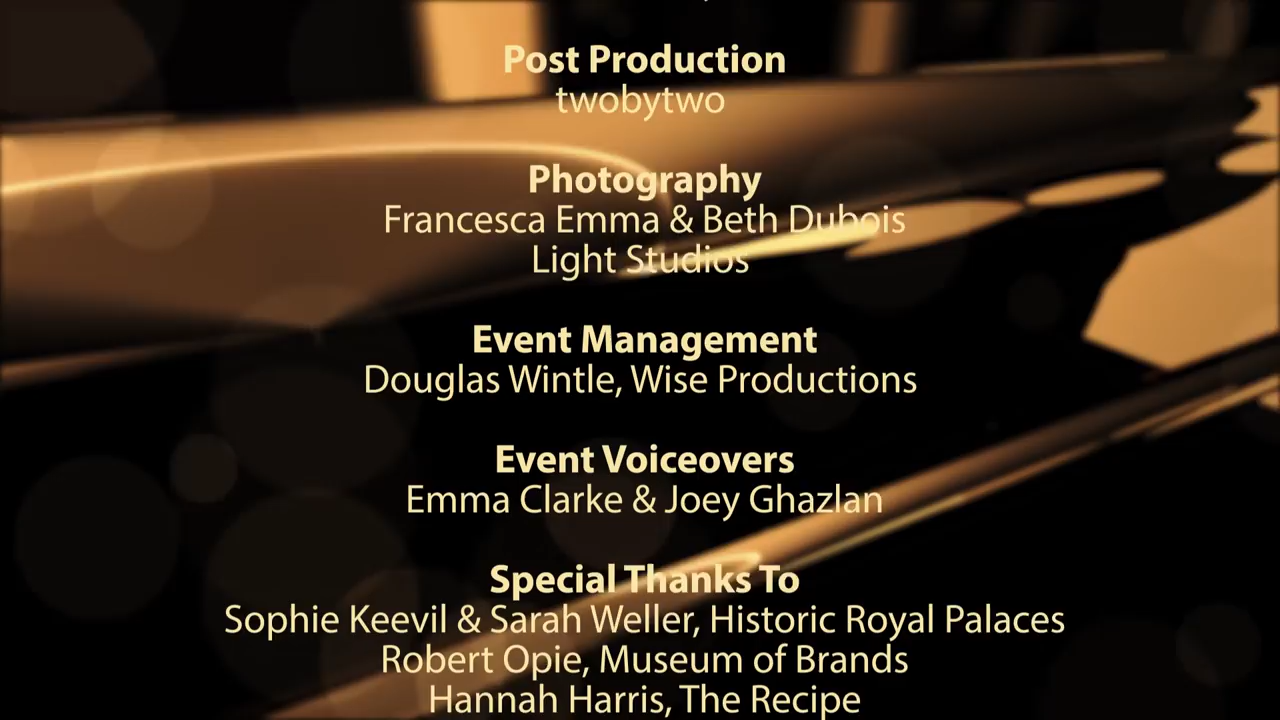 Post Production
twobytwo
Photography
Francesca Emma & Beth Dubois
Light Studios
Event Management
Douglas Wintle, Wise Productions
Event Voiceovers
Emma Clarke & Joey Ghazlan
Special Thanks To
Sophie Keevil & Sarah Weller, Historic Royal Palaces
Robert Opie, Museum of Brands
Hannah Harris, The Recipe